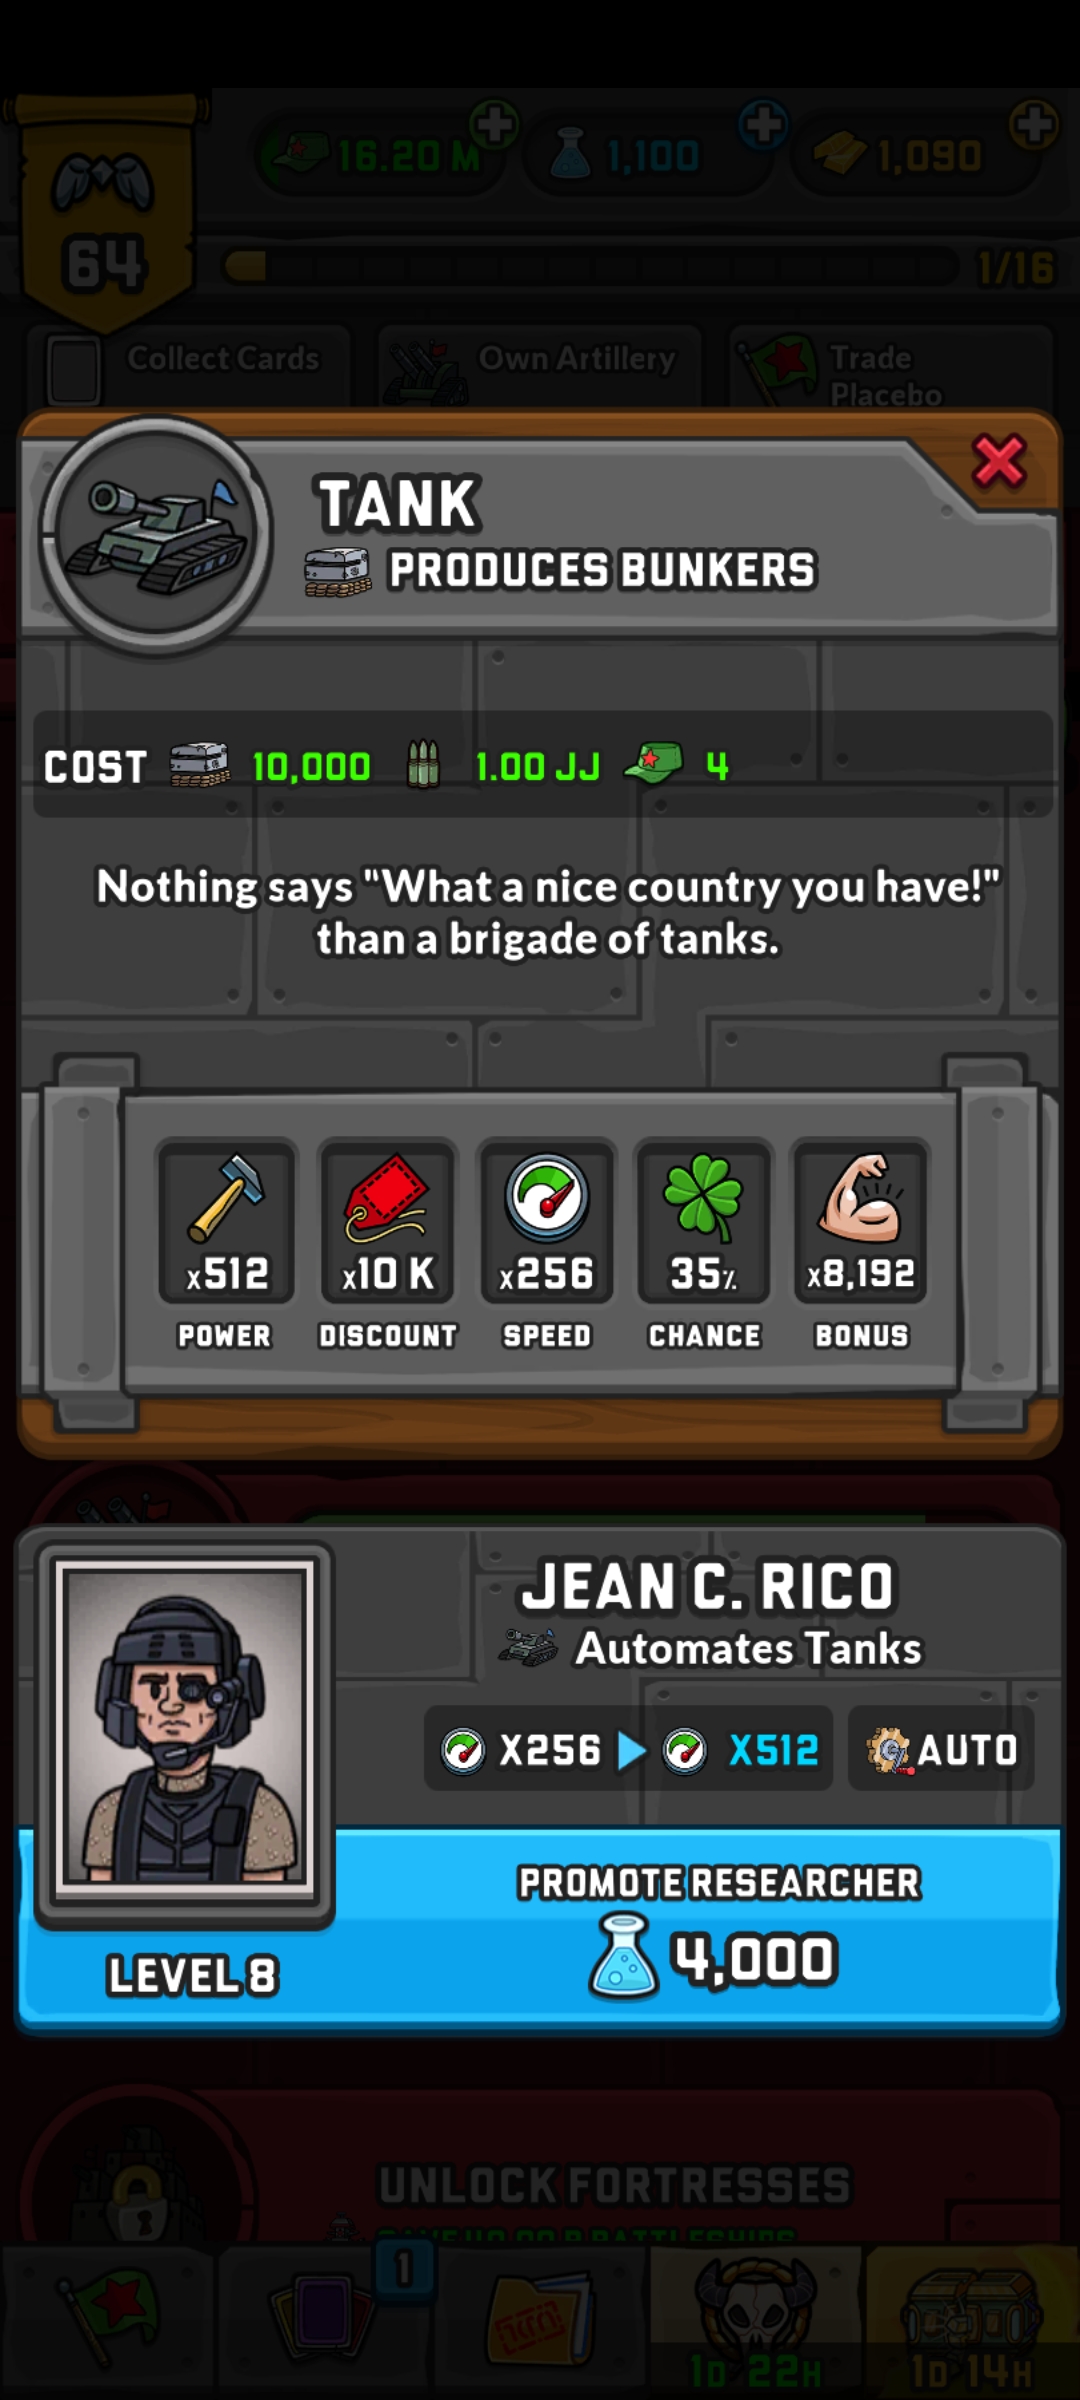 16.20 M
1,100
1,090
64
1/16
Collect Cards
Own Artillery
Trade
Placebo
TANK
PRODUCES BUNKERS
COST 10,000 1.00 JJ 4
Nothing says "What a nice country you have!"
than a brigade of tanks.
x512
x10 K
x256
35%
x8,192
POWER
DISCOUNT
SPEED
CHANCE
BONUS
JEAN C. RICO
Automates Tanks
X256 X512 AUTO
PROMOTE RESEARCHER
4,000
LEVEL 8
UNLOCK FORTRESSES
1
1D 22H
1D 14H